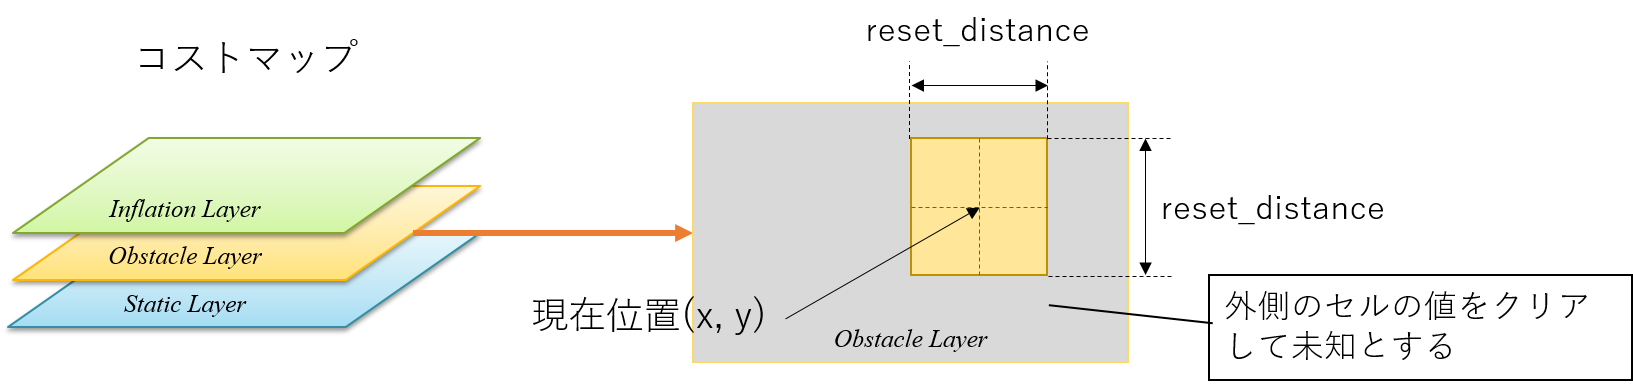 コストマップ
Inflation Layer
Obstacle Layer
Static Layer
reset_distance
reset_distance
現在位置(x, y)
Obstacle Layer
外側のセルの値をクリア
して未知とする